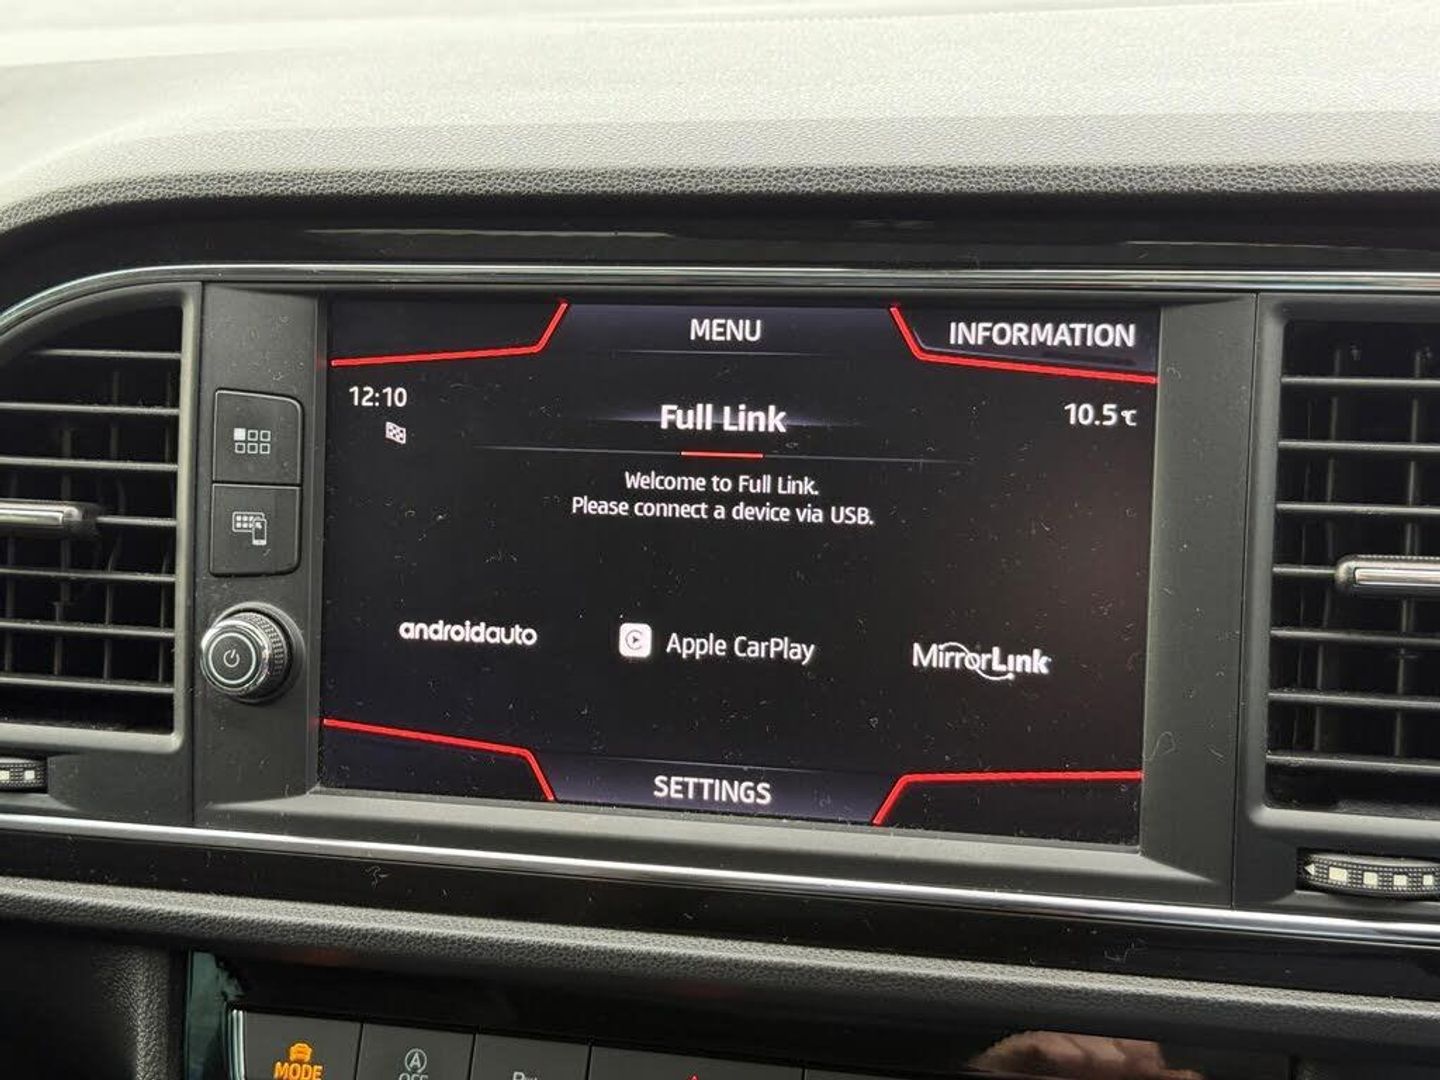 MENU
INFORMATION
12:10
Full Link
10.5°C
Welcome to Full Link.
Please connect a device via USB.
androidauto
Apple CarPlay
MirrorLink
SETTINGS
MODE
A
OFF